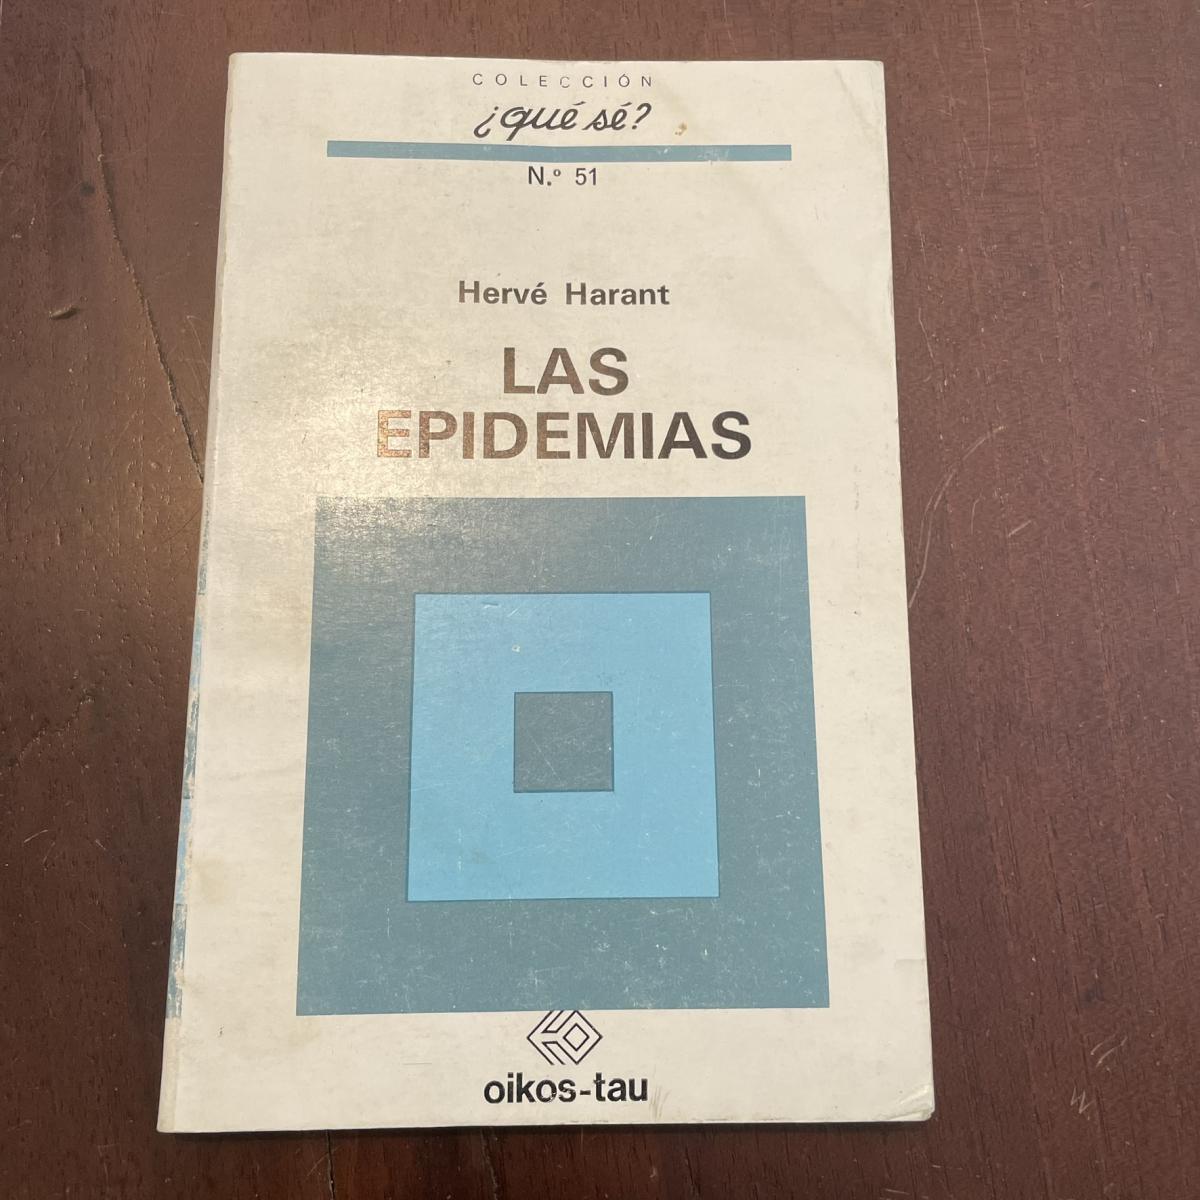 COLECCIÓN
¿qué sé?
N.º 51
Hervé Harant
LAS
EPIDEMIAS
oikos-tau